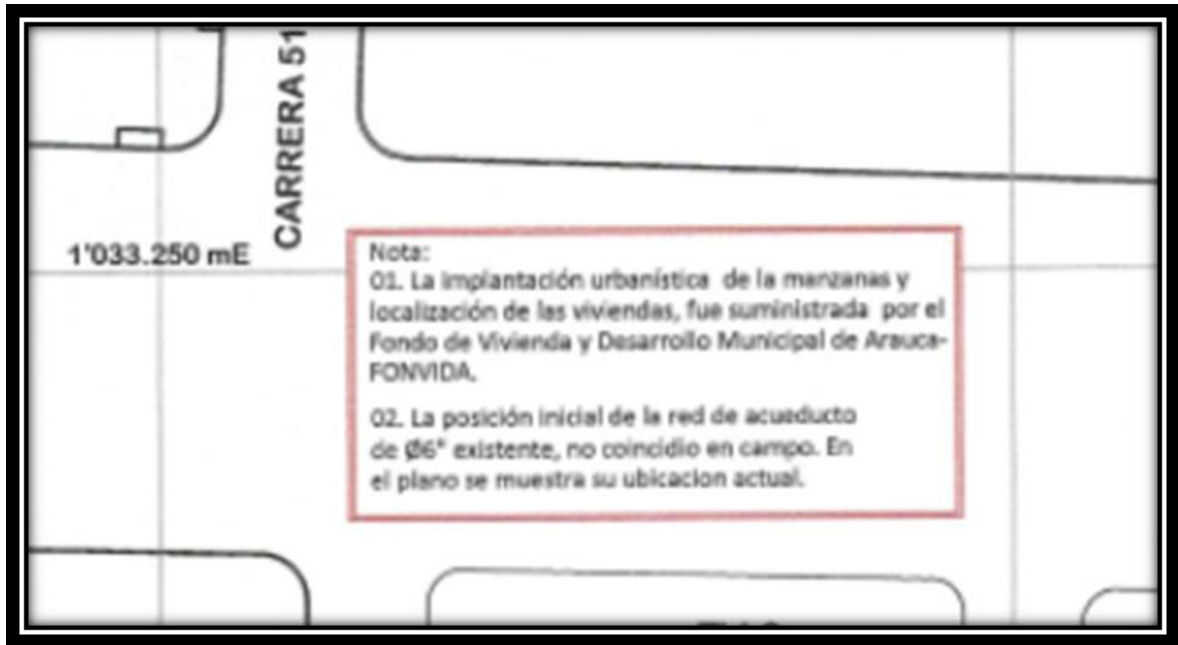 CARRERA 51
1'033.250 mE
Nota:
01. La implantación urbanística de la manzanas y
localización de las viviendas, fue suministrada por el
Fondo de Vivienda y Desarrollo Municipal de Arauca-
FONVIDA.
02. La posición inicial de la red de acueducto
de Ø6" existente, no coincidio en campo. En
el plano se muestra su ubicacion actual.